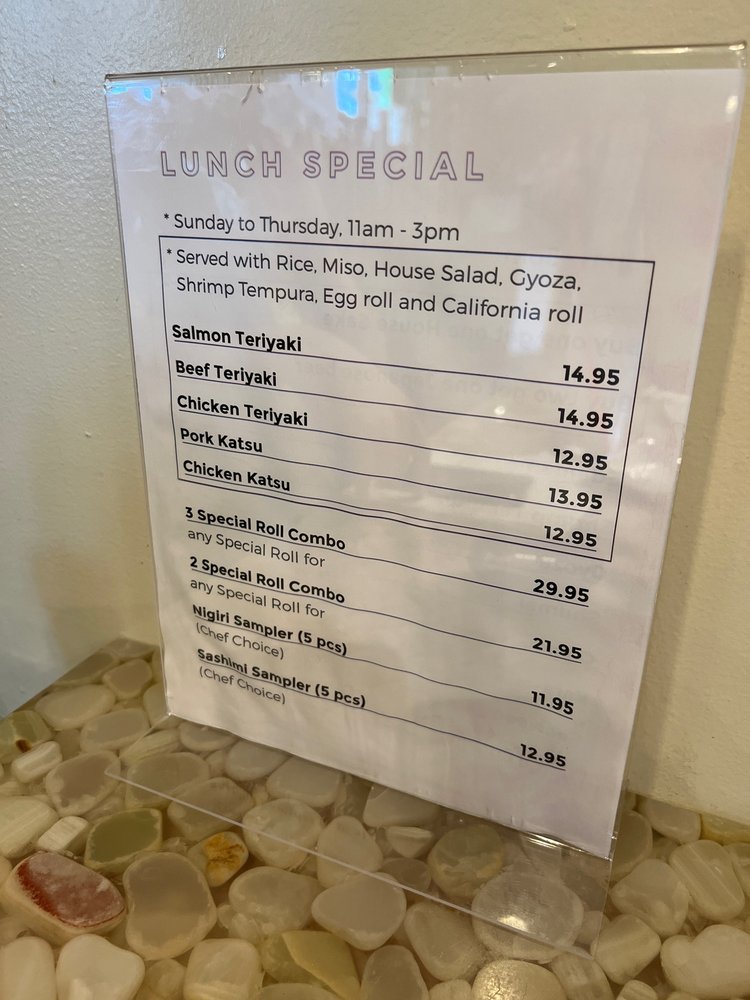 LUNCH SPECIAL
* Sunday to Thursday, 11am - 3pm
* Served with Rice, Miso, House Salad, Gyoza,
Shrimp Tempura, Egg roll and California roll
Salmon Teriyaki 14.95
Beef Teriyaki 14.95
Chicken Teriyaki 12.95
Pork Katsu 13.95
Chicken Katsu 12.95
3 Special Roll Combo 29.95
any Special Roll for
2 Special Roll Combo 21.95
any Special Roll for
Nigiri Sampler (5 pcs) 11.95
(Chef Choice)
Sashimi Sampler (5 pcs) 12.95
(Chef Choice)